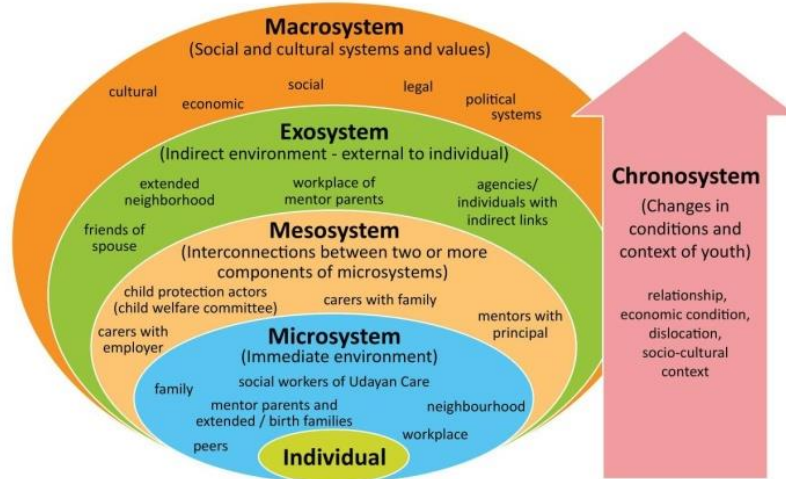 Macrosystem
(Social and cultural systems and values)
cultural
economic
social
legal
political
systems
Exosystem
(Indirect environment - external to individual)
extended
neighborhood
workplace of
mentor parents
agencies/
individuals with
indirect links
friends of
spouse
Mesosystem
(Interconnections between two or more
components of microsystems)
child protection actors
(child welfare committee)
carers with family
carers with
employer
mentors with
principal
Microsystem
(Immediate environment)
family
social workers of Udayan Care
mentor parents and
extended / birth families
neighbourhood
peers
workplace
Individual
Chronosystem
(Changes in
conditions and
context of youth)
relationship,
economic condition,
dislocation,
socio-cultural
context